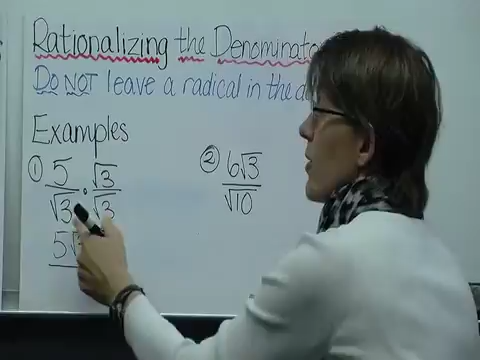 Rationalizing the Denominator
DO NOT leave a radical in the
Examples
① 5/√3 · √3/√3
5√
② 6√3/√10